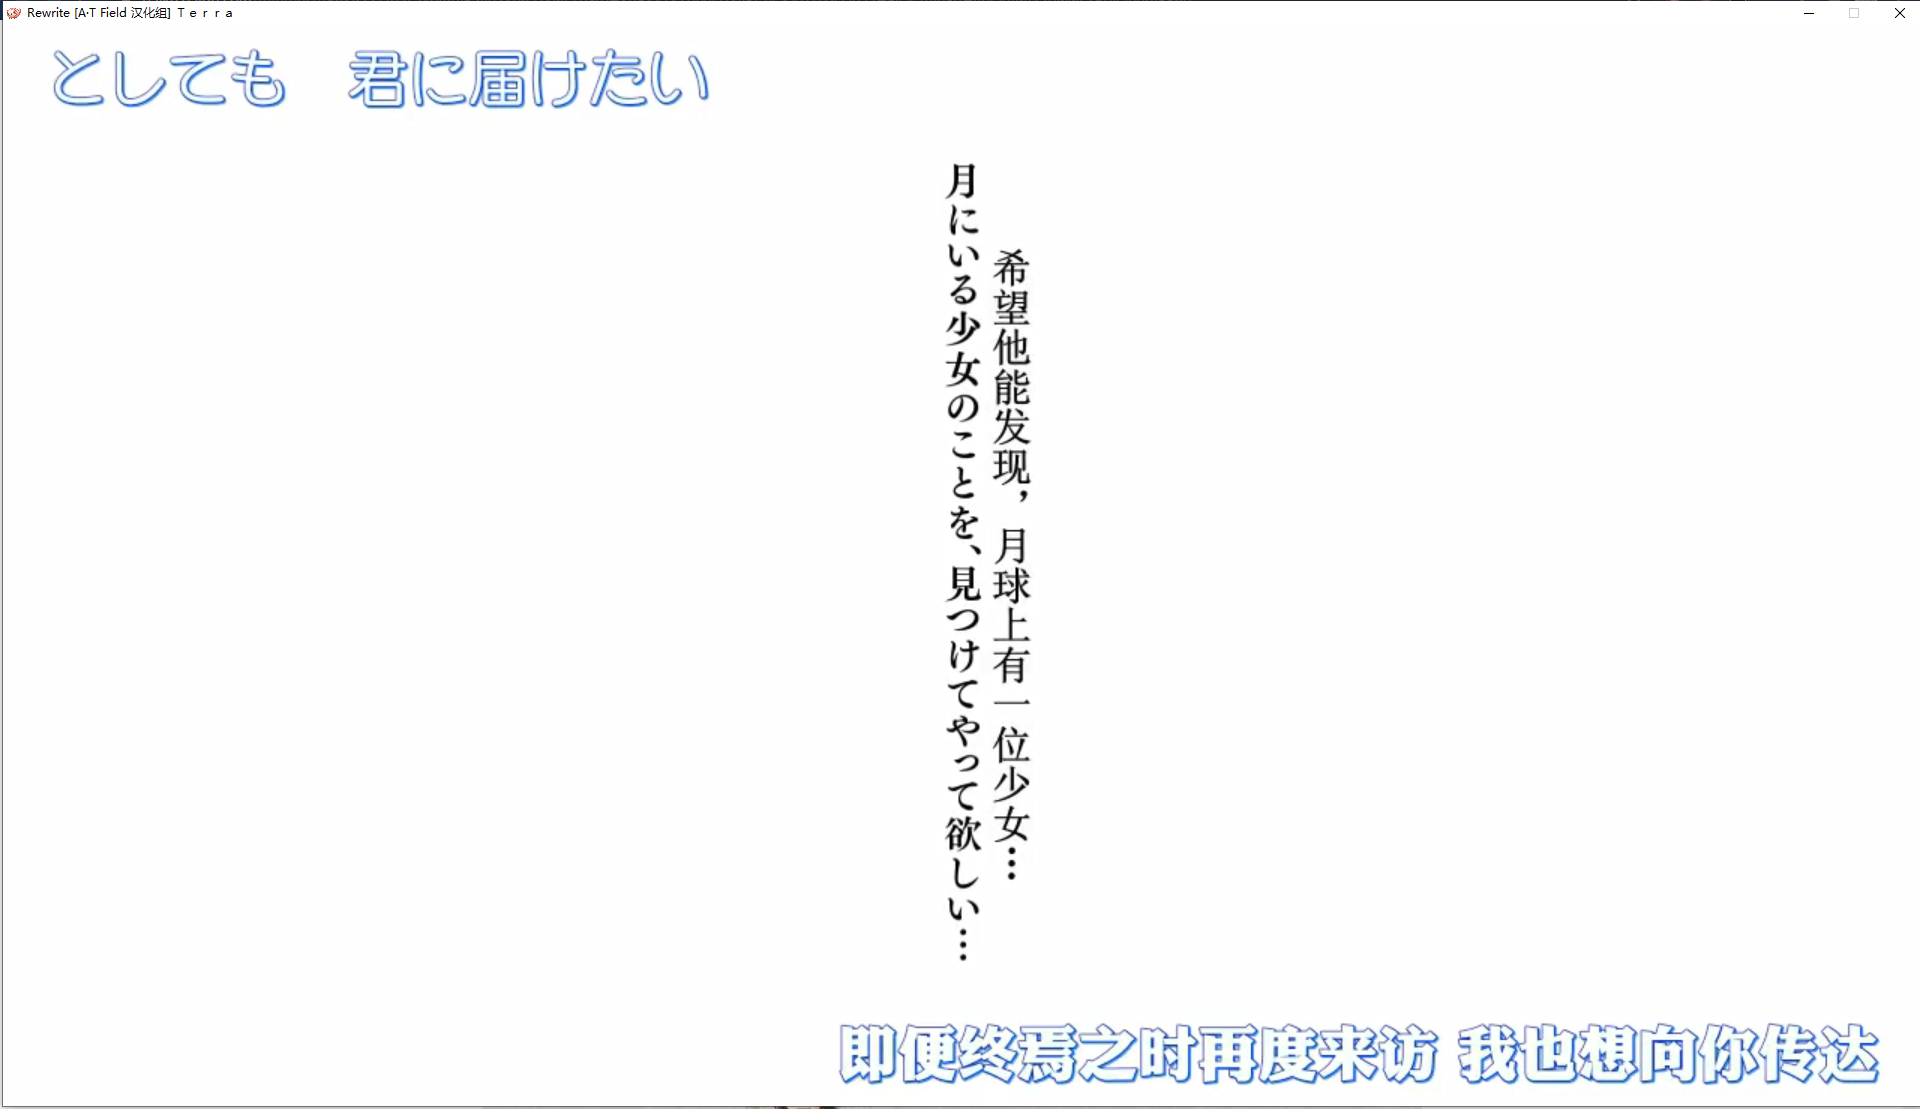 Rewrite [A·T Field 汉化组] Ｔｅｒｒａ
としても　君に届けたい
希望他能发现，月球上有一位少女…
月にいる少女のことを、見つけてやって欲しい…
即便终焉之时再度来访 我也想向你传达